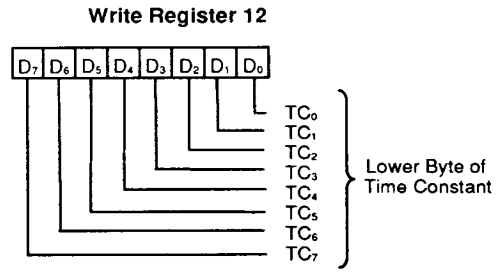 Write Register 12
D₇ D₆ D₅ D₄ D₃ D₂ D₁ D₀
TC₀
TC₁
TC₂
TC₃
TC₄
TC₅
TC₆
TC₇
Lower Byte of
Time Constant